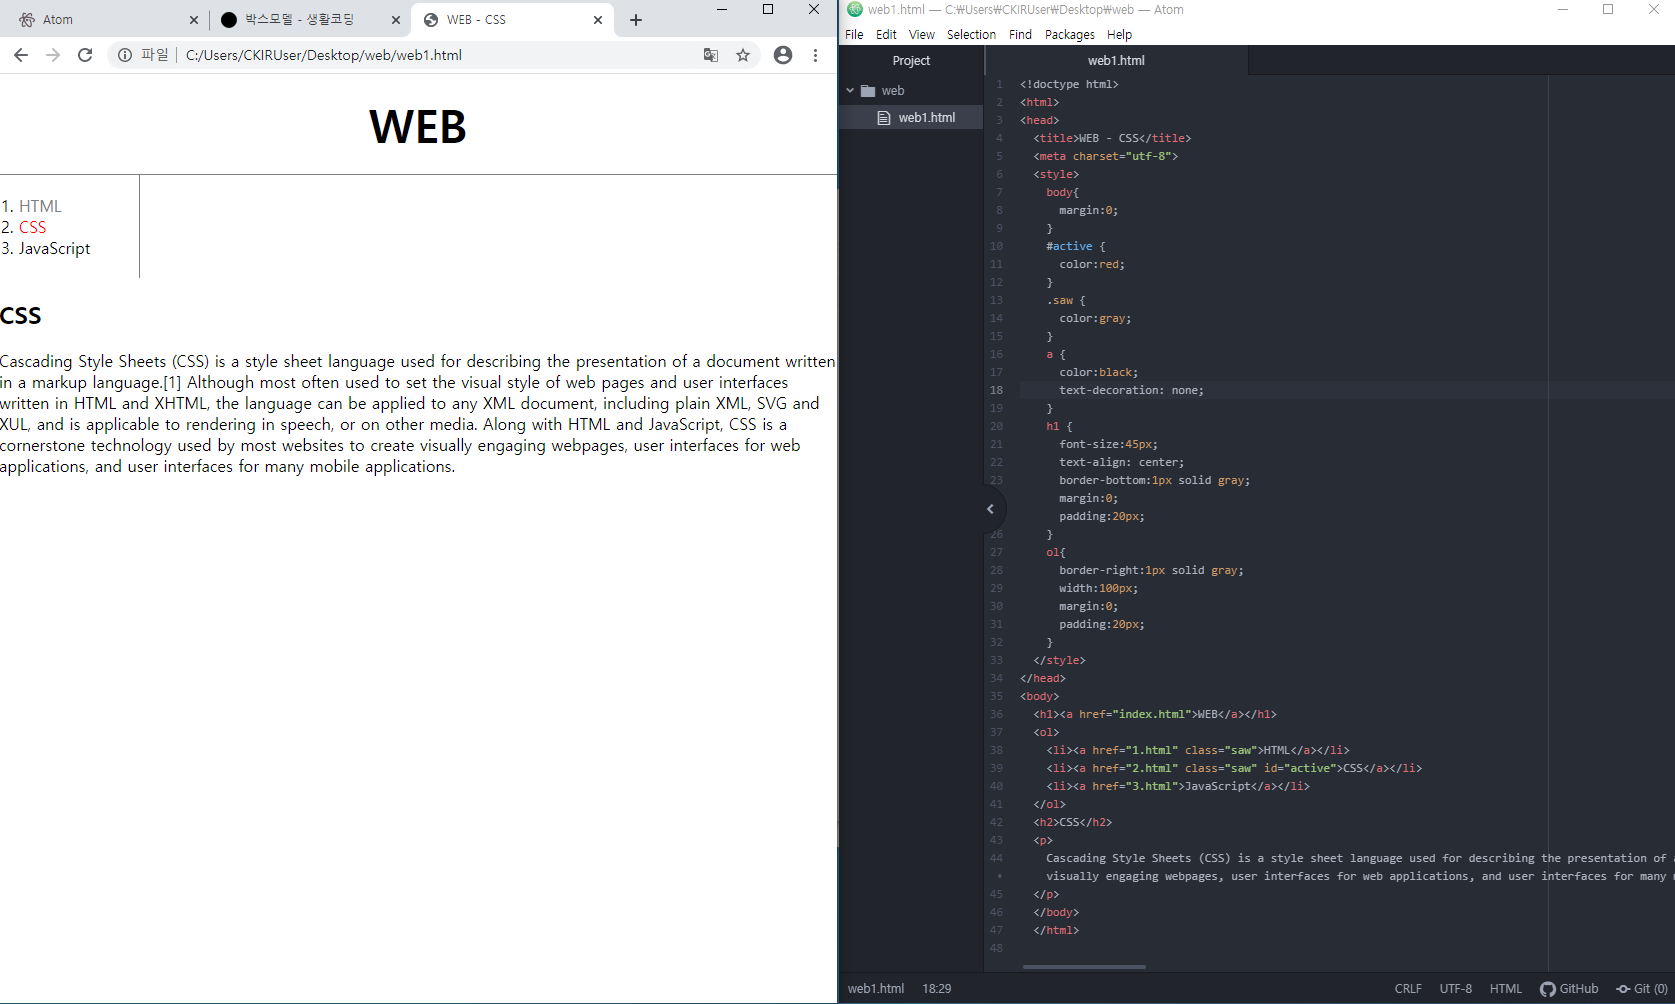 Atom
박스모델 - 생활코딩
WEB - CSS
파일
C:/Users/CKIRUser/Desktop/web/web1.html
WEB
1. HTML
2. CSS
3. JavaScript
CSS
Cascading Style Sheets (CSS) is a style sheet language used for describing the presentation of a document written
in a markup language.[1] Although most often used to set the visual style of web pages and user interfaces
written in HTML and XHTML, the language can be applied to any XML document, including plain XML, SVG and
XUL, and is applicable to rendering in speech, or on other media. Along with HTML and JavaScript, CSS is a
cornerstone technology used by most websites to create visually engaging webpages, user interfaces for web
applications, and user interfaces for many mobile applications.
web1.html — C:₩Users₩CKIRUser₩Desktop₩web — Atom
File Edit View Selection Find Packages Help
Project
web
web1.html
web1.html
1 <!doctype html>
2 <html>
3 <head>
4 <title>WEB - CSS</title>
5 <meta charset="utf-8">
6 <style>
7 body{
8 margin:0;
9 }
10 #active {
11 color:red;
12 }
13 .saw {
14 color:gray;
15 }
16 a {
17 color:black;
18 text-decoration: none;
19 }
20 h1 {
21 font-size:45px;
22 text-align: center;
23 border-bottom:1px solid gray;
margin:0;
padding:20px;
26 }
27 ol{
28 border-right:1px solid gray;
29 width:100px;
30 margin:0;
31 padding:20px;
32 }
33 </style>
34 </head>
35 <body>
36 <h1><a href="index.html">WEB</a></h1>
37 <ol>
38 <li><a href="1.html" class="saw">HTML</a></li>
39 <li><a href="2.html" class="saw" id="active">CSS</a></li>
40 <li><a href="3.html">JavaScript</a></li>
41 </ol>
42 <h2>CSS</h2>
43 <p>
44 Cascading Style Sheets (CSS) is a style sheet language used for describing the presentation of a
• visually engaging webpages, user interfaces for web applications, and user interfaces for many
45 </p>
46 </body>
47 </html>
48
web1.html 18:29
CRLF UTF-8 HTML GitHub Git (0)